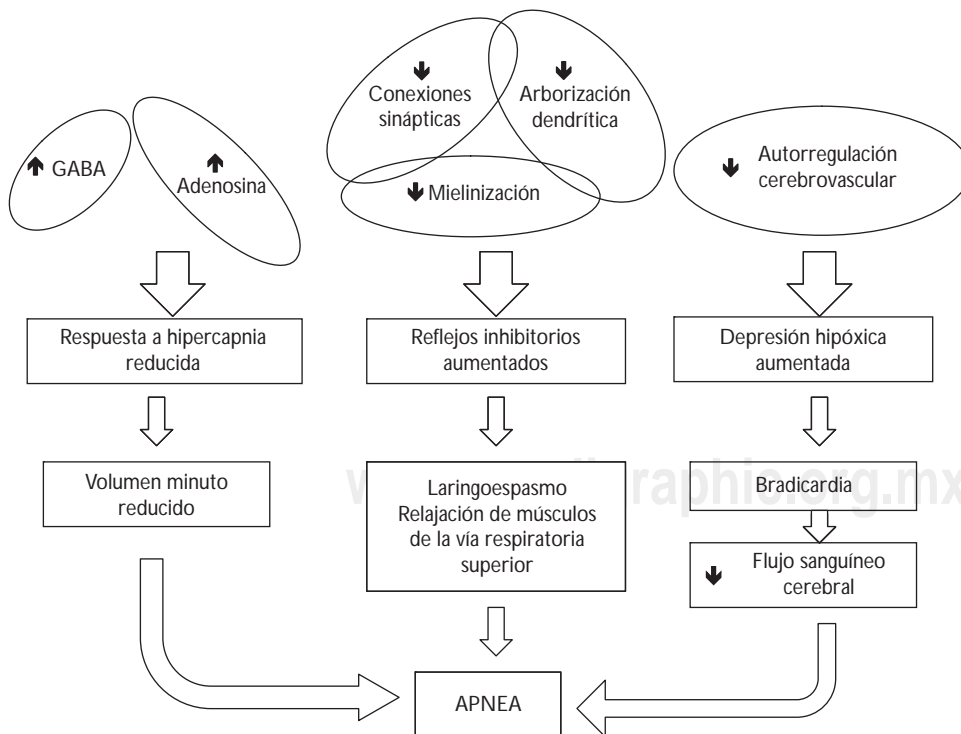 Conexiones
sinápticas
Arborización
dendrítica
Mielinización
GABA
Adenosina
Autorregulación
cerebrovascular
Respuesta a hipercapnia
reducida
Reflejos inhibitorios
aumentados
Depresión hipóxica
aumentada
Volumen minuto
reducido
Laringoespasmo
Relajación de músculos
de la vía respiratoria
superior
Bradicardia
Flujo sanguíneo
cerebral
APNEA